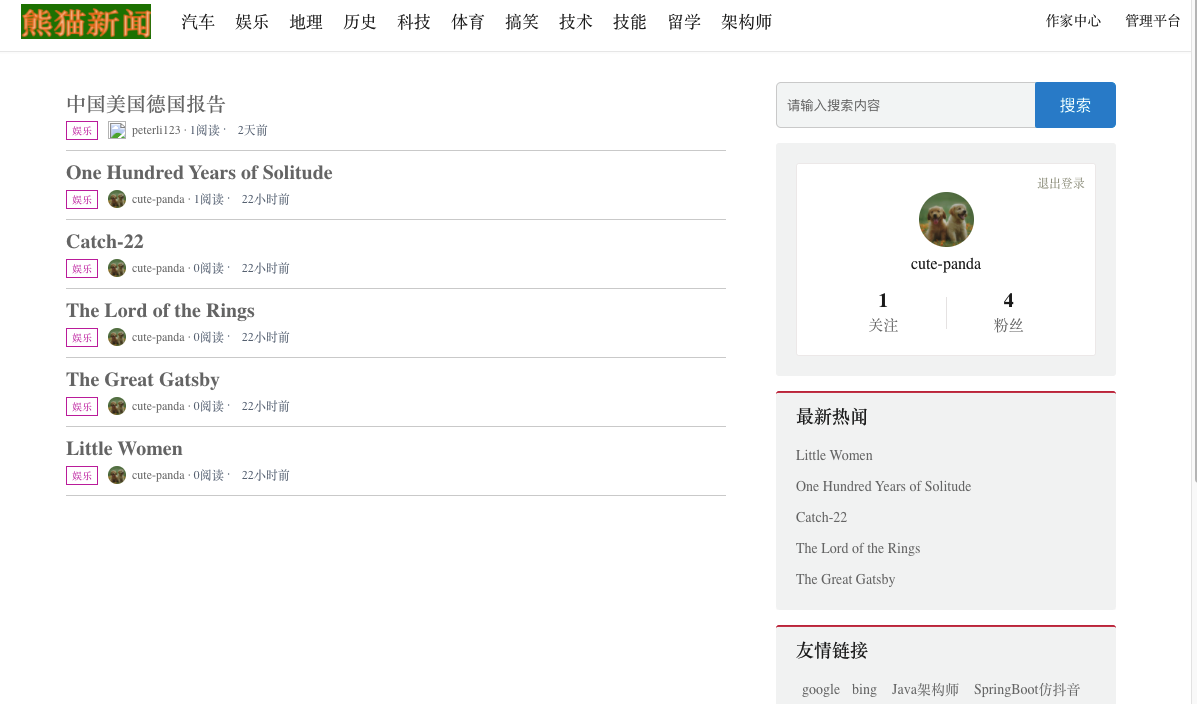 熊猫新闻 汽车 娱乐 地理 历史 科技 体育 搞笑 技术 技能 留学 架构师 作家中心 管理平台
中国美国德国报告
娱乐 peterli123 · 1阅读 · 2天前
One Hundred Years of Solitude
娱乐 cute-panda · 1阅读 · 22小时前
Catch-22
娱乐 cute-panda · 0阅读 · 22小时前
The Lord of the Rings
娱乐 cute-panda · 0阅读 · 22小时前
The Great Gatsby
娱乐 cute-panda · 0阅读 · 22小时前
Little Women
娱乐 cute-panda · 0阅读 · 22小时前
请输入搜索内容 搜索
退出登录
cute-panda
1 4
关注 粉丝
最新热闻
Little Women
One Hundred Years of Solitude
Catch-22
The Lord of the Rings
The Great Gatsby
友情链接
google bing Java架构师 SpringBoot仿抖音